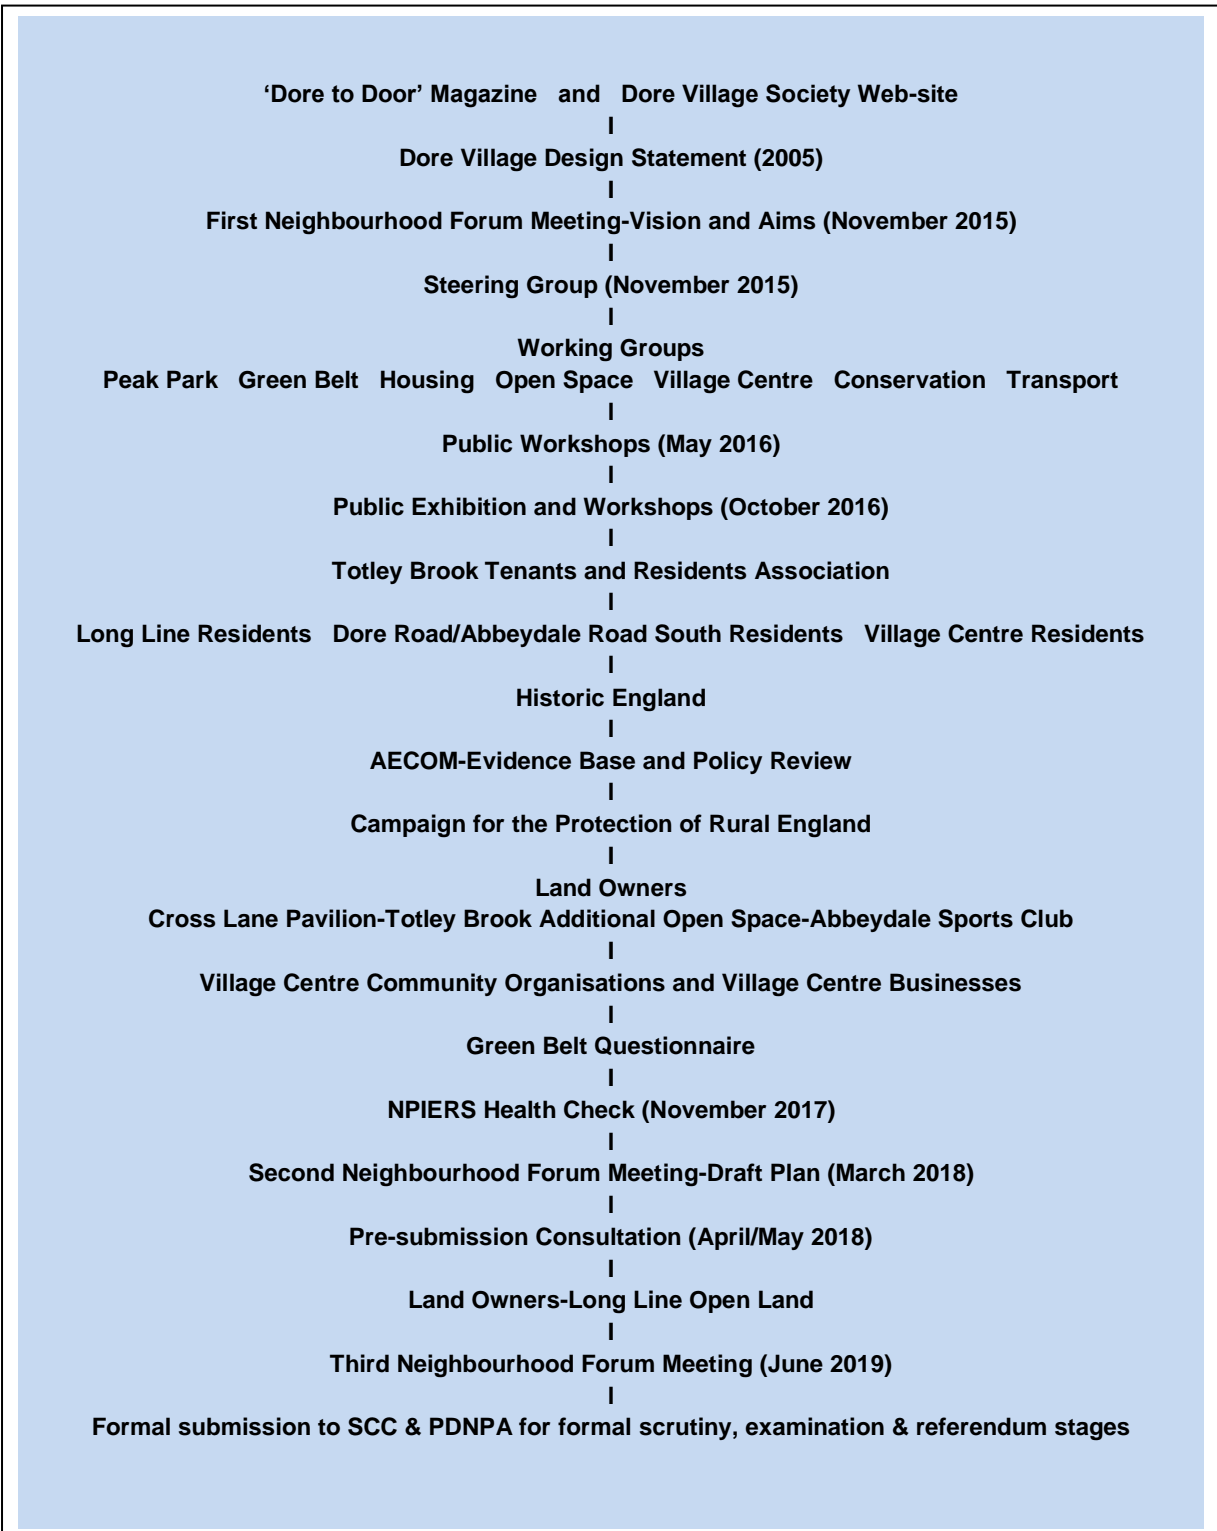 ‘Dore to Door’ Magazine and Dore Village Society Web-site
I
Dore Village Design Statement (2005)
I
First Neighbourhood Forum Meeting-Vision and Aims (November 2015)
I
Steering Group (November 2015)
I
Working Groups
Peak Park Green Belt Housing Open Space Village Centre Conservation Transport
I
Public Workshops (May 2016)
I
Public Exhibition and Workshops (October 2016)
I
Totley Brook Tenants and Residents Association
I
Long Line Residents Dore Road/Abbeydale Road South Residents Village Centre Residents
I
Historic England
I
AECOM-Evidence Base and Policy Review
I
Campaign for the Protection of Rural England
I
Land Owners
Cross Lane Pavilion-Totley Brook Additional Open Space-Abbeydale Sports Club
I
Village Centre Community Organisations and Village Centre Businesses
I
Green Belt Questionnaire
I
NPIERS Health Check (November 2017)
I
Second Neighbourhood Forum Meeting-Draft Plan (March 2018)
I
Pre-submission Consultation (April/May 2018)
I
Land Owners-Long Line Open Land
I
Third Neighbourhood Forum Meeting (June 2019)
I
Formal submission to SCC & PDNPA for formal scrutiny, examination & referendum stages